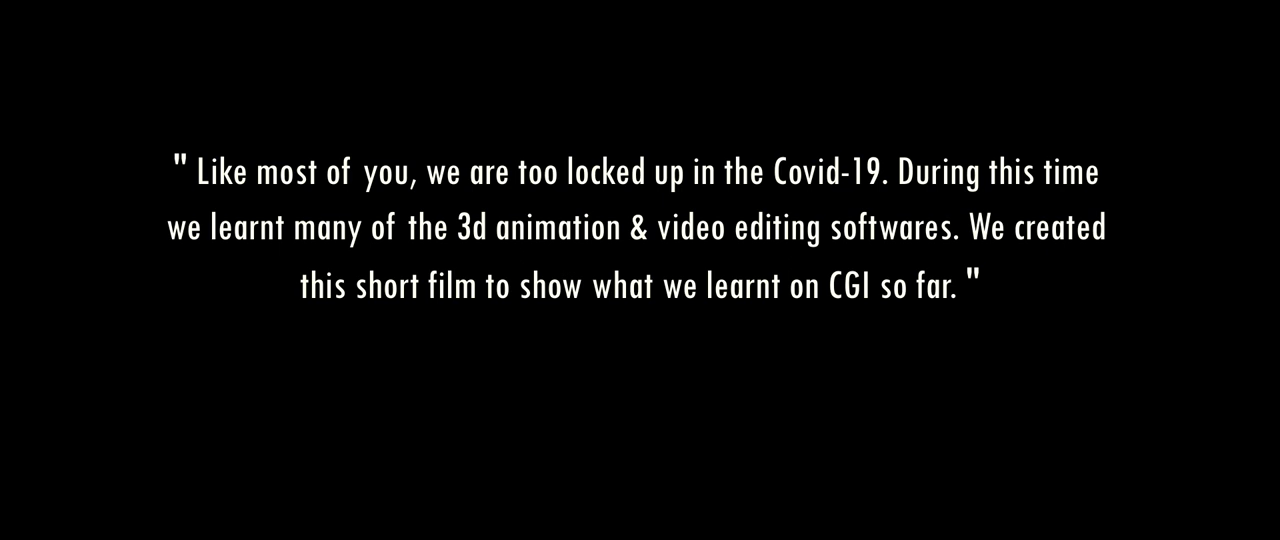 " Like most of you, we are too locked up in the Covid-19. During this time
we learnt many of the 3d animation & video editing softwares. We created
this short film to show what we learnt on CGI so far. "